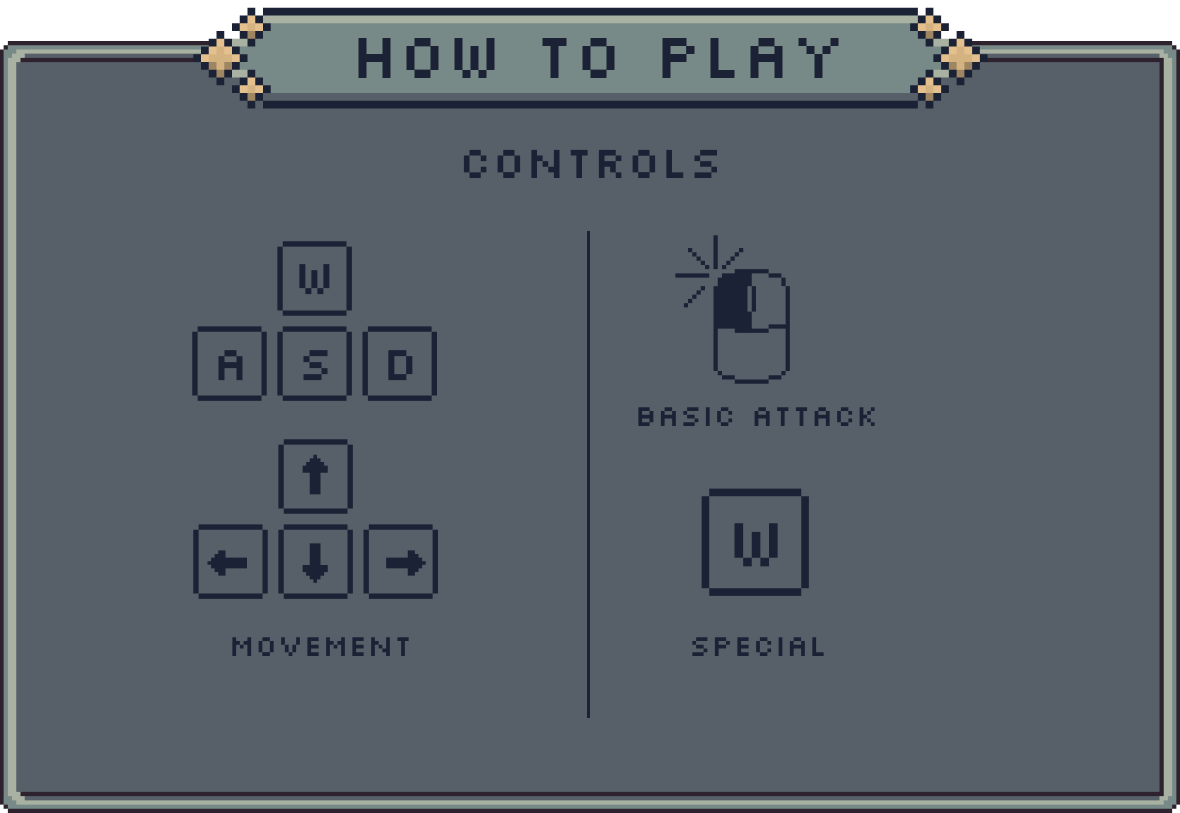 HOW TO PLAY
CONTROLS
W
A S D
↑
← ↓ →
MOVEMENT
BASIC ATTACK
W
SPECIAL